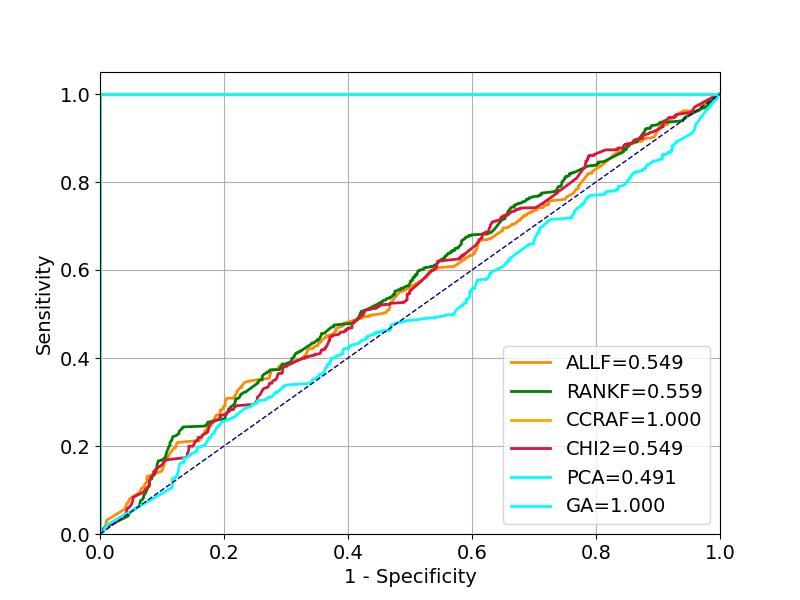 1.0
0.8
0.6
0.4
0.2
0.0
Sensitivity
ALLF=0.549
RANKF=0.559
CCRAF=1.000
CHI2=0.549
PCA=0.491
GA=1.000
0.0 0.2 0.4 0.6 0.8 1.0
1 - Specificity